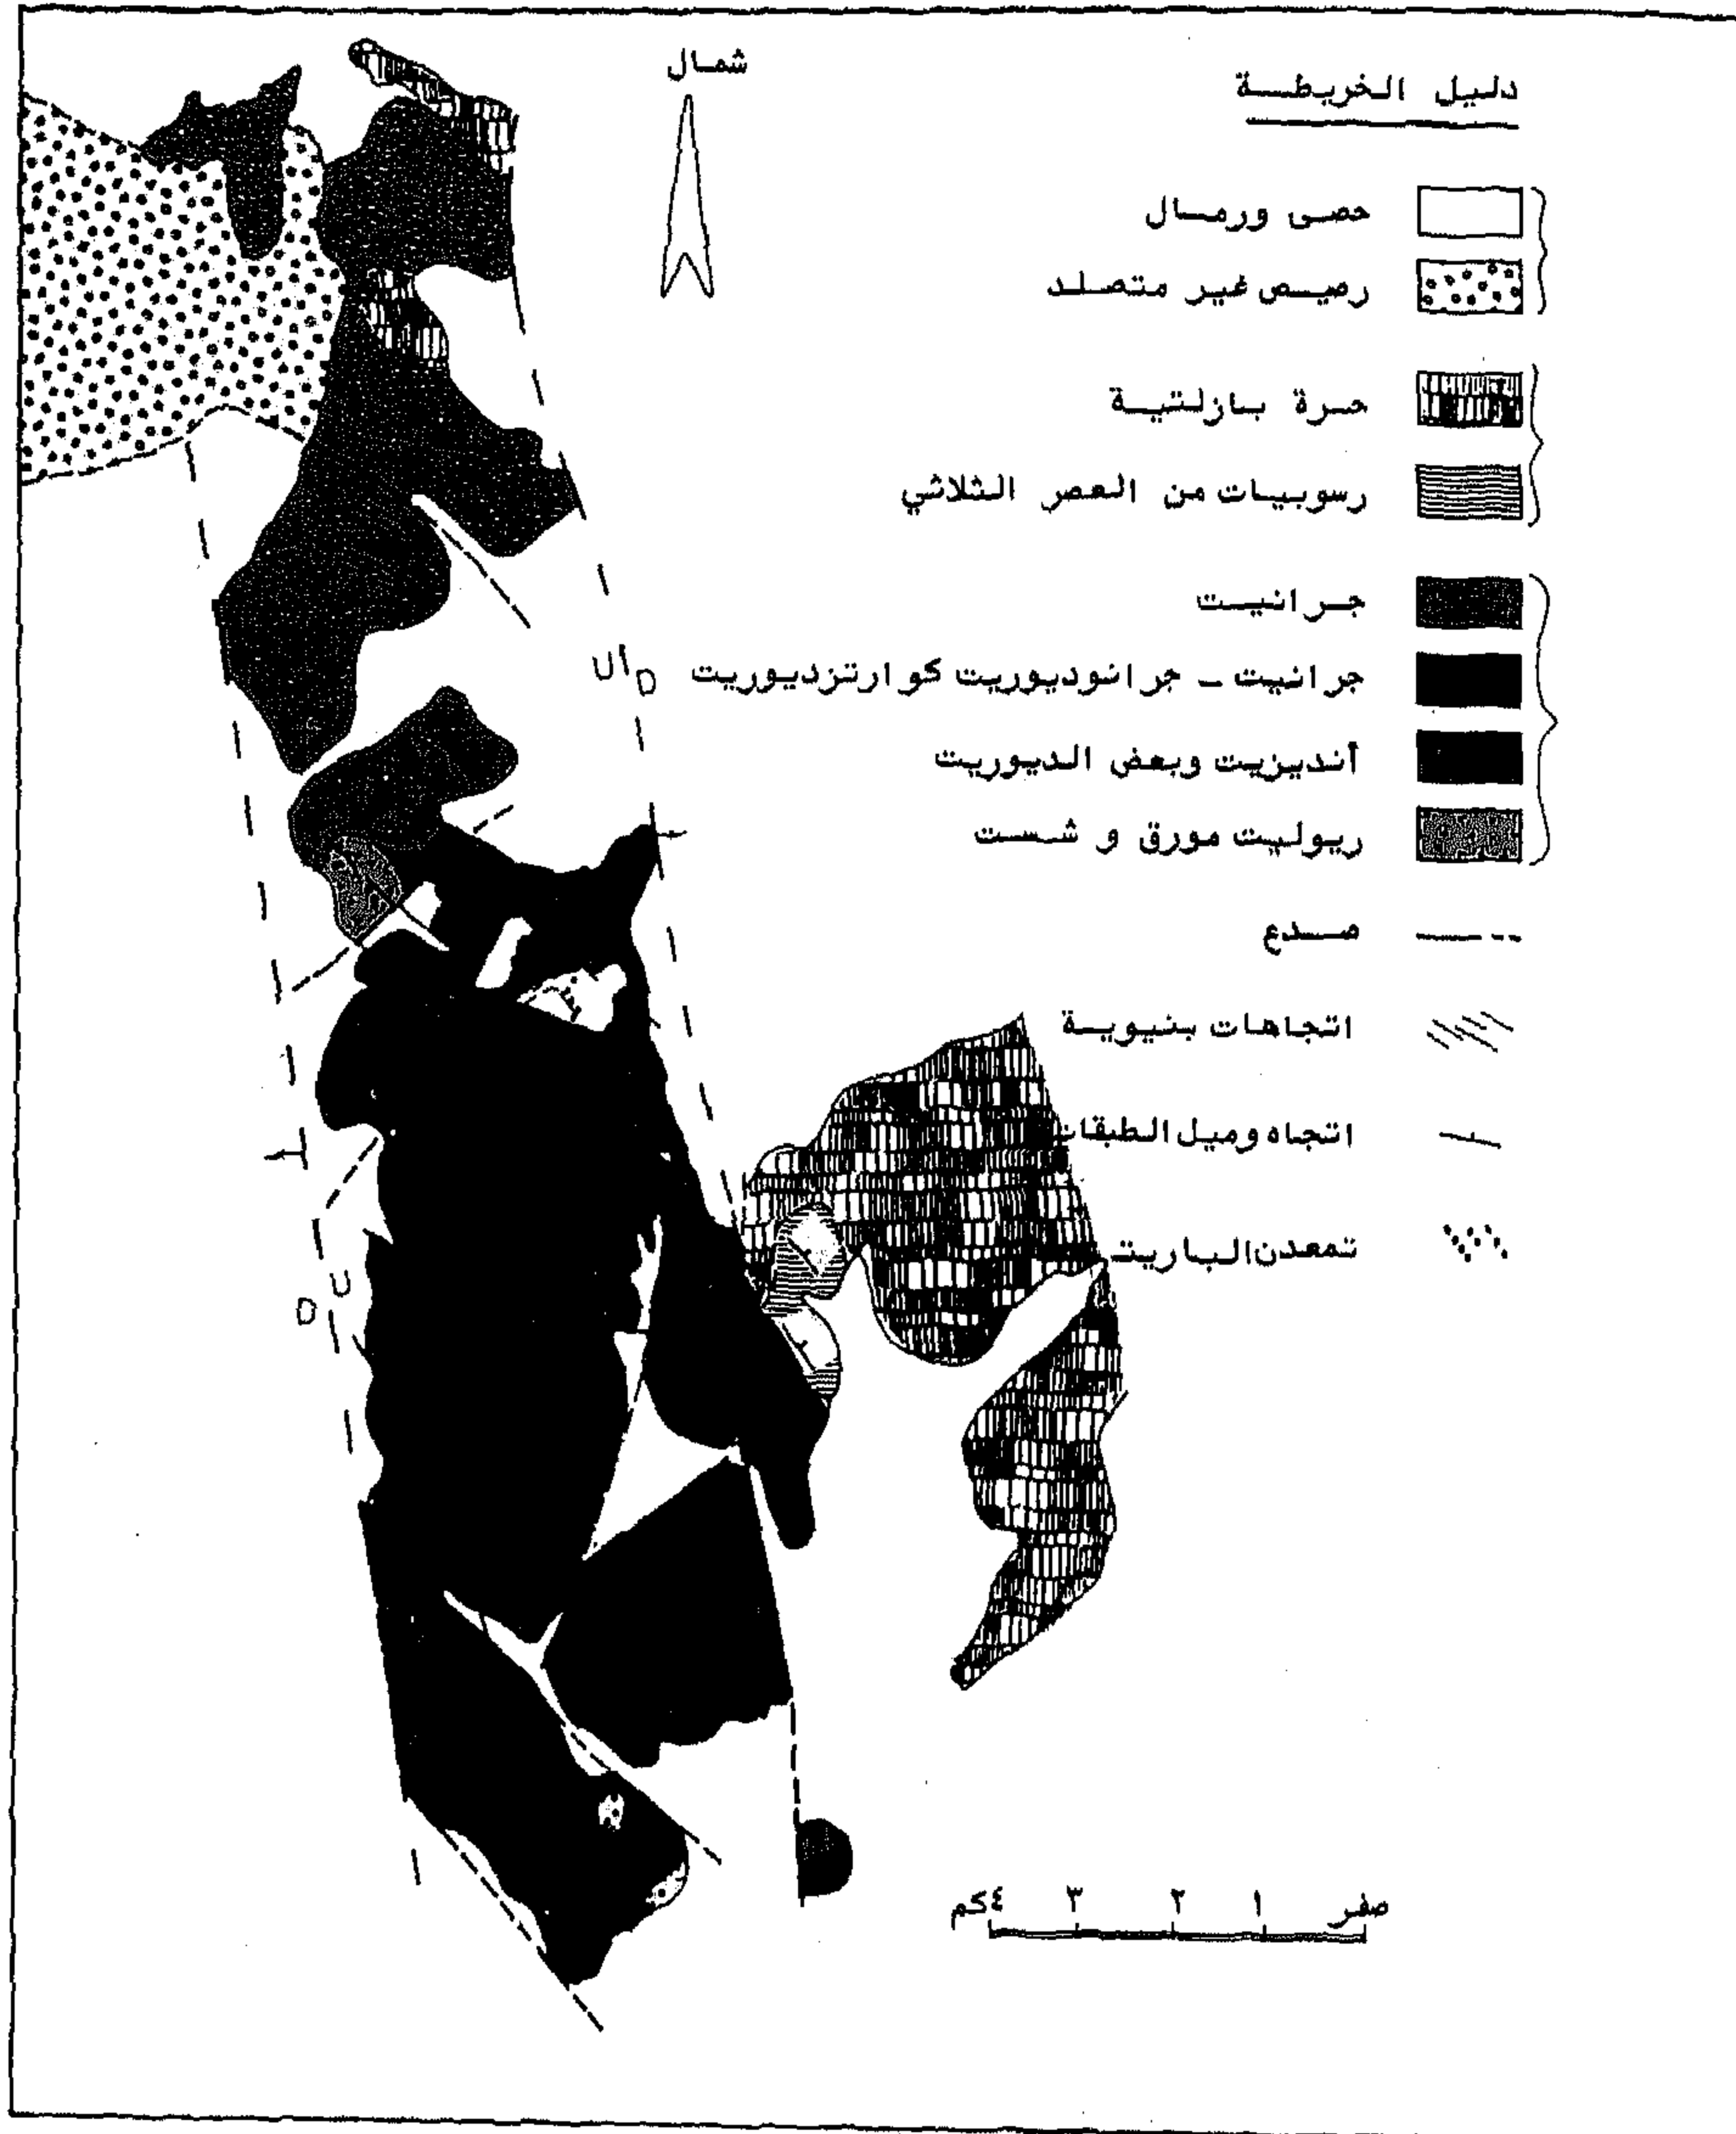 شمال
دليل الخريطة
حصى ورمال
رصيص غير متصلد
حرة بازلتية
رسوبيات من العصر الثلاثي
جرانيت
جرانيت - جرانوديوريت كوارتزديوريت
أنديزيت وبعض الديوريت
ريوليت مورق و شست
صدع
اتجاهات بنيوية
اتجاه وميل الطبقات
تمعدن الباريت
U D
D U
صفر ١ ٢ ٣ ٤كم